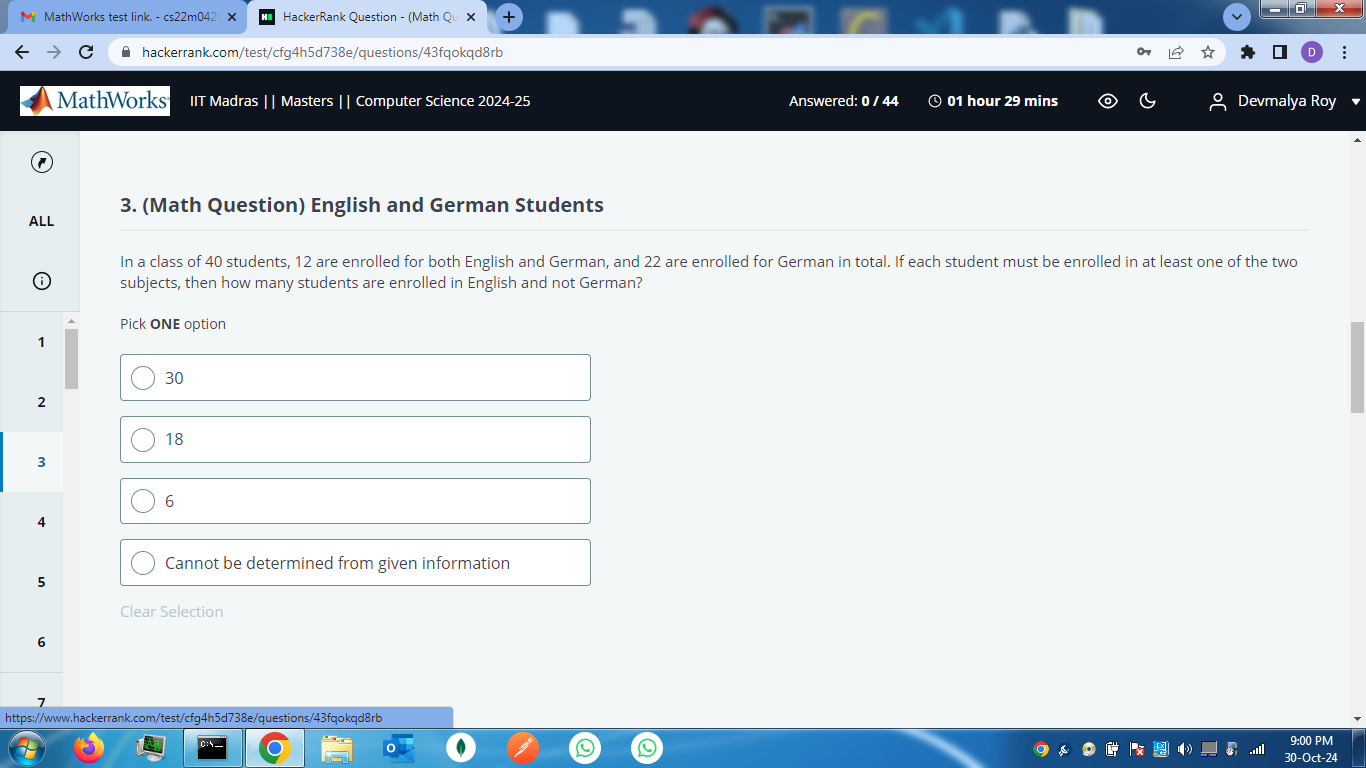 MathWorks test link. - cs22m042
HackerRank Question - (Math Qu
hackerrank.com/test/cfg4h5d738e/questions/43fqokqd8rb
D
MathWorks
IIT Madras || Masters || Computer Science 2024-25
Answered: 0 / 44
01 hour 29 mins
Devmalya Roy
ALL
1
2
3
4
5
6
7
3. (Math Question) English and German Students
In a class of 40 students, 12 are enrolled for both English and German, and 22 are enrolled for German in total. If each student must be enrolled in at least one of the two
subjects, then how many students are enrolled in English and not German?
Pick ONE option
30
18
6
Cannot be determined from given information
Clear Selection
https://www.hackerrank.com/test/cfg4h5d738e/questions/43fqokqd8rb
9:00 PM
30-Oct-24